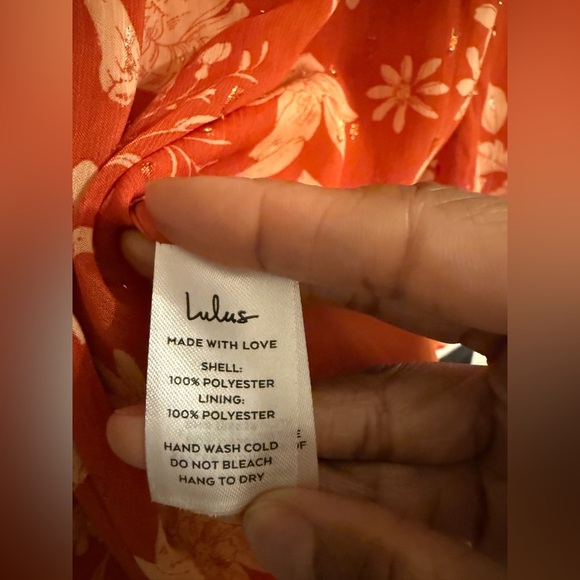 Lulus
MADE WITH LOVE
SHELL:
100% POLYESTER
LINING:
100% POLYESTER
HAND WASH COLD
DO NOT BLEACH
HANG TO DRY